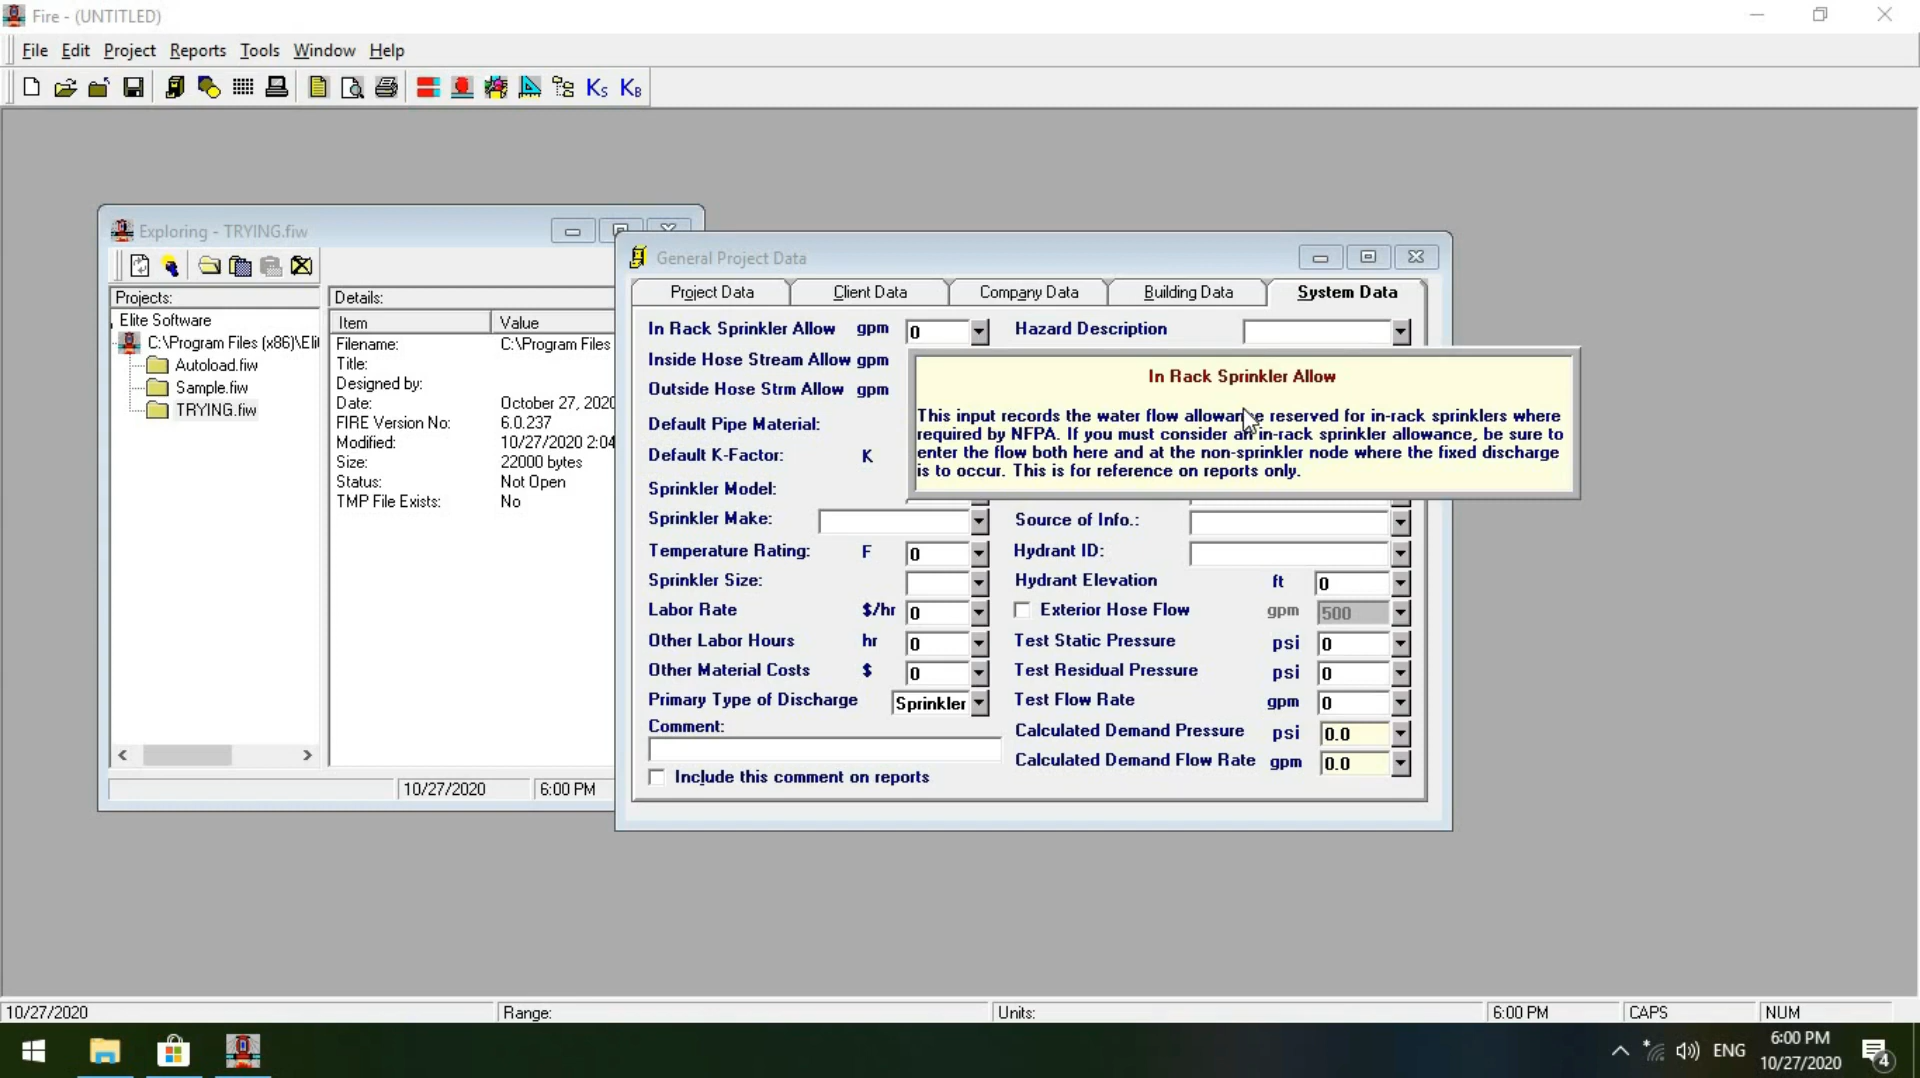 Fire - (UNTITLED)
File Edit Project Reports Tools Window Help
KS KB
Exploring - TRYING.fiw
Projects:
Elite Software
C:\Program Files (x86)\Eli
Autoload.fiw
Sample.fiw
TRYING.fiw
Details:
Item Value
Filename: C:\Program Files
Title:
Designed by:
Date: October 27, 2020
FIRE Version No: 6.0.237
Modified: 10/27/2020 2:04
Size: 22000 bytes
Status: Not Open
TMP File Exists: No
10/27/2020 6:00 PM
General Project Data
Project Data Client Data Company Data Building Data System Data
In Rack Sprinkler Allow gpm 0
Inside Hose Stream Allow gpm
Outside Hose Strm Allow gpm
Default Pipe Material:
Default K-Factor: K
Sprinkler Model:
Sprinkler Make:
Temperature Rating: F 0
Sprinkler Size:
Labor Rate $/hr 0
Other Labor Hours hr 0
Other Material Costs $ 0
Primary Type of Discharge Sprinkler
Comment:
Include this comment on reports
Hazard Description
In Rack Sprinkler Allow
This input records the water flow allowance reserved for in-rack sprinklers where
required by NFPA. If you must consider an in-rack sprinkler allowance, be sure to
enter the flow both here and at the non-sprinkler node where the fixed discharge
is to occur. This is for reference on reports only.
Source of Info.:
Hydrant ID:
Hydrant Elevation ft 0
Exterior Hose Flow gpm 500
Test Static Pressure psi 0
Test Residual Pressure psi 0
Test Flow Rate gpm 0
Calculated Demand Pressure psi 0.0
Calculated Demand Flow Rate gpm 0.0
10/27/2020 Range: Units: 6:00 PM CAPS NUM
ENG
6:00 PM
10/27/2020
4